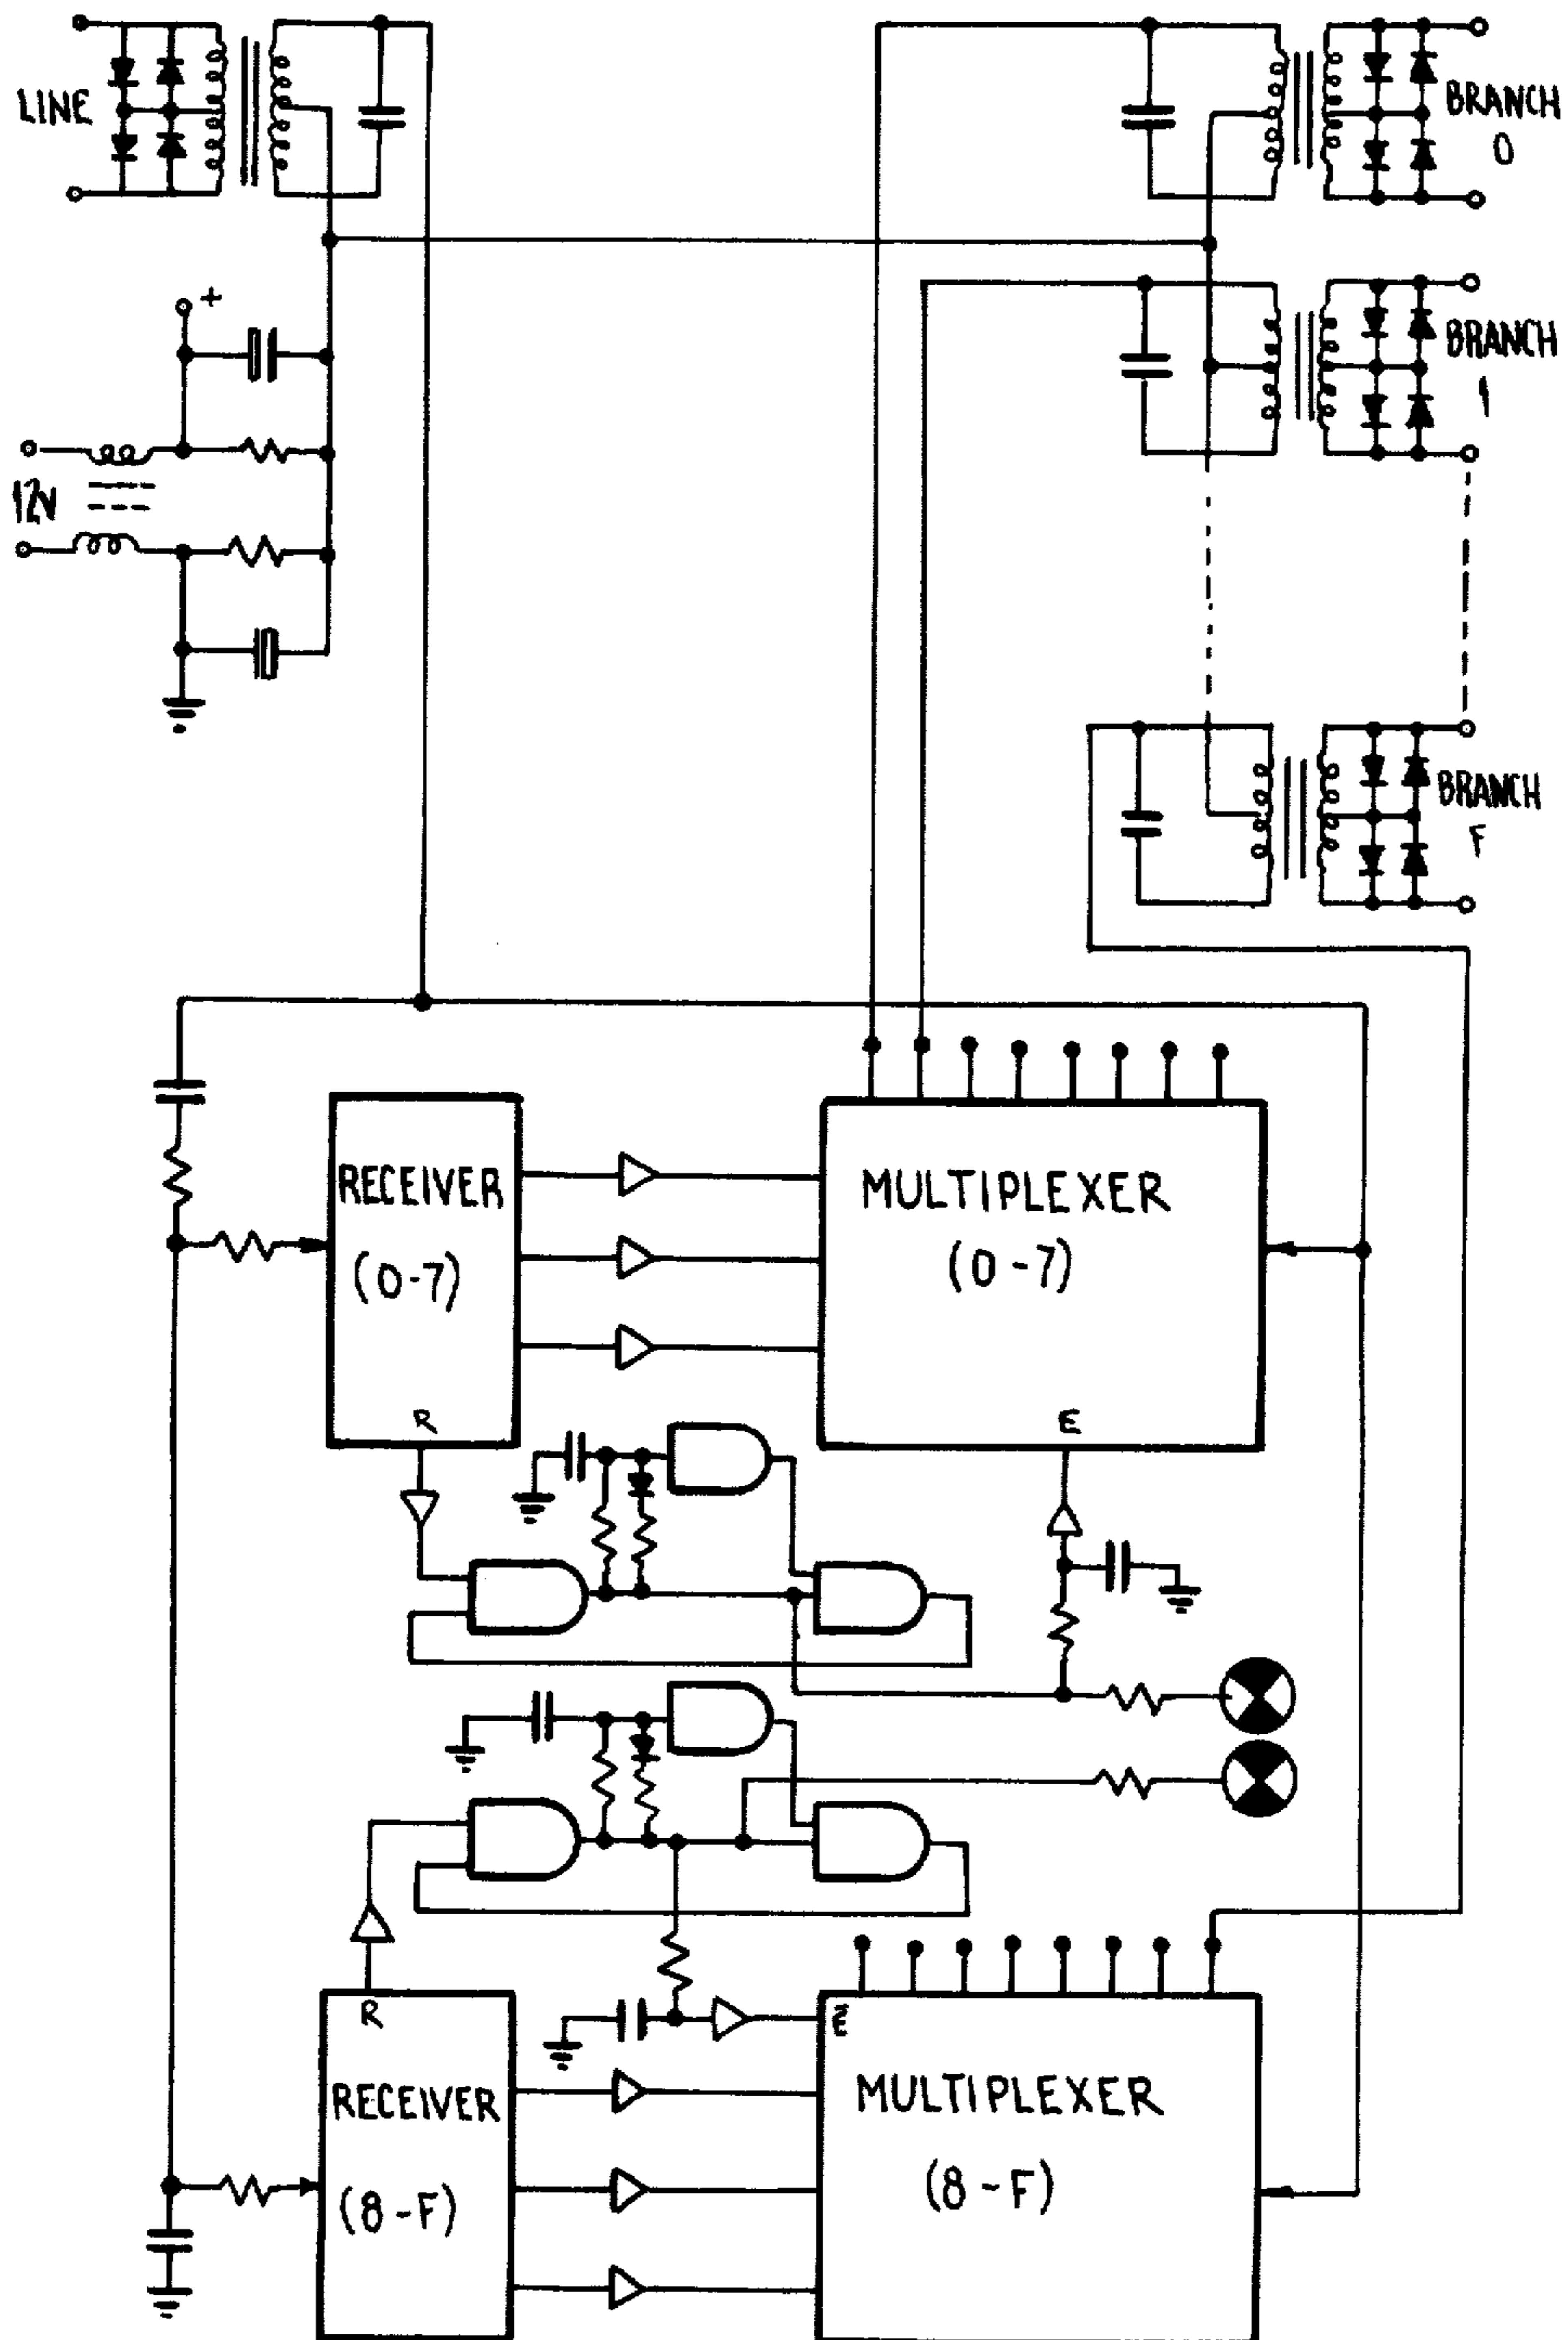 LINE
BRANCH
0
+
BRANCH
1
12V
BRANCH
F
RECEIVER
(0-7)
R
MULTIPLEXER
(0-7)
E
R
RECEIVER
(8-F)
Ē
MULTIPLEXER
(8-F)